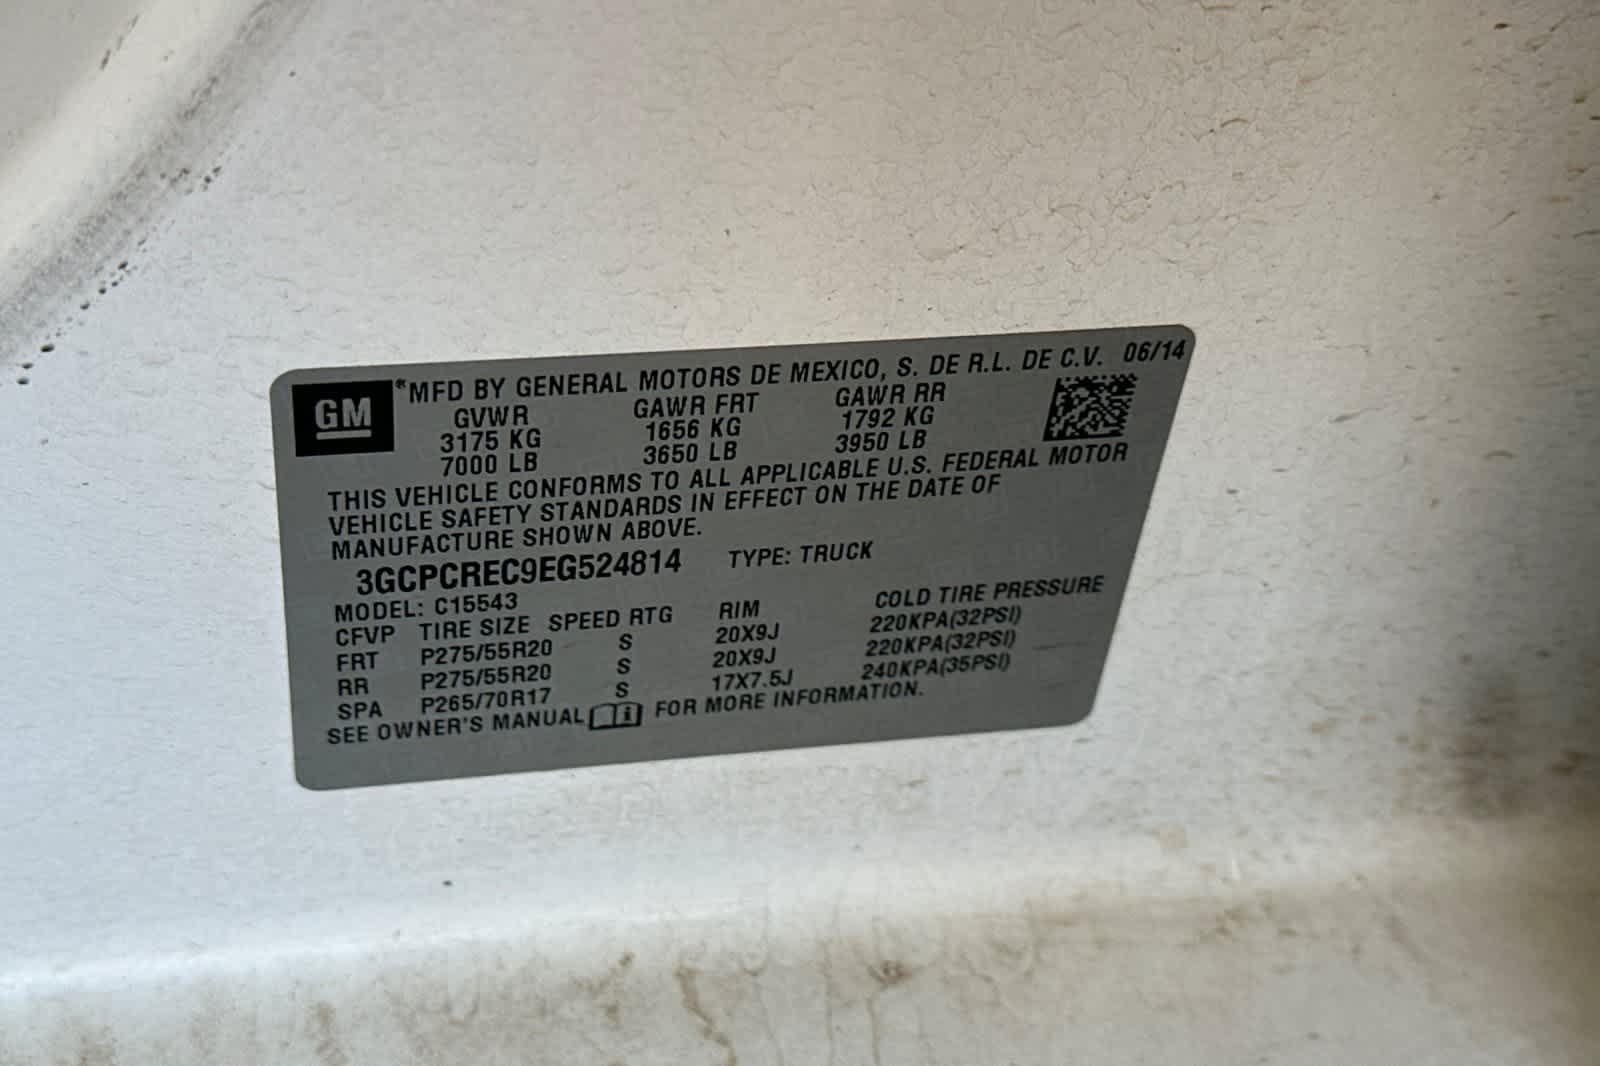 GM ®MFD BY GENERAL MOTORS DE MEXICO, S. DE R.L. DE C.V. 06/14
GVWR GAWR FRT GAWR RR
3175 KG 1656 KG 1792 KG
7000 LB 3650 LB 3950 LB
THIS VEHICLE CONFORMS TO ALL APPLICABLE U.S. FEDERAL MOTOR
VEHICLE SAFETY STANDARDS IN EFFECT ON THE DATE OF
MANUFACTURE SHOWN ABOVE.
3GCPCREC9EG524814 TYPE: TRUCK
MODEL: C15543
CFVP TIRE SIZE SPEED RTG RIM COLD TIRE PRESSURE
FRT P275/55R20 S 20X9J 220KPA(32PSI)
RR P275/55R20 S 20X9J 220KPA(32PSI)
SPA P265/70R17 S 17X7.5J 240KPA(35PSI)
SEE OWNER'S MANUAL FOR MORE INFORMATION.